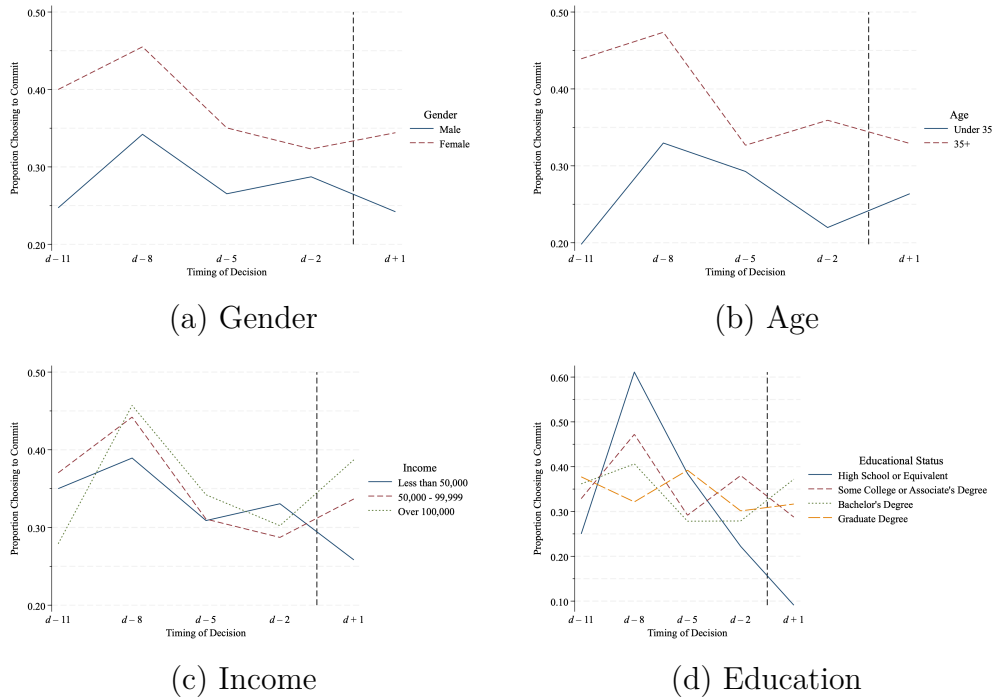 0.50
0.40
0.30
0.20
Proportion Choosing to Commit
d − 11
d − 8
d − 5
d − 2
d + 1
Timing of Decision
Gender
Male
Female
(a) Gender
0.50
0.40
0.30
0.20
Proportion Choosing to Commit
d − 11
d − 8
d − 5
d − 2
d + 1
Timing of Decision
Age
Under 35
35+
(b) Age
0.50
0.40
0.30
0.20
Proportion Choosing to Commit
d − 11
d − 8
d − 5
d − 2
d + 1
Timing of Decision
Income
Less than 50,000
50,000 - 99,999
Over 100,000
(c) Income
0.60
0.50
0.40
0.30
0.20
0.10
Proportion Choosing to Commit
d − 11
d − 8
d − 5
d − 2
d + 1
Timing of Decision
Educational Status
High School or Equivalent
Some College or Associate's Degree
Bachelor's Degree
Graduate Degree
(d) Education